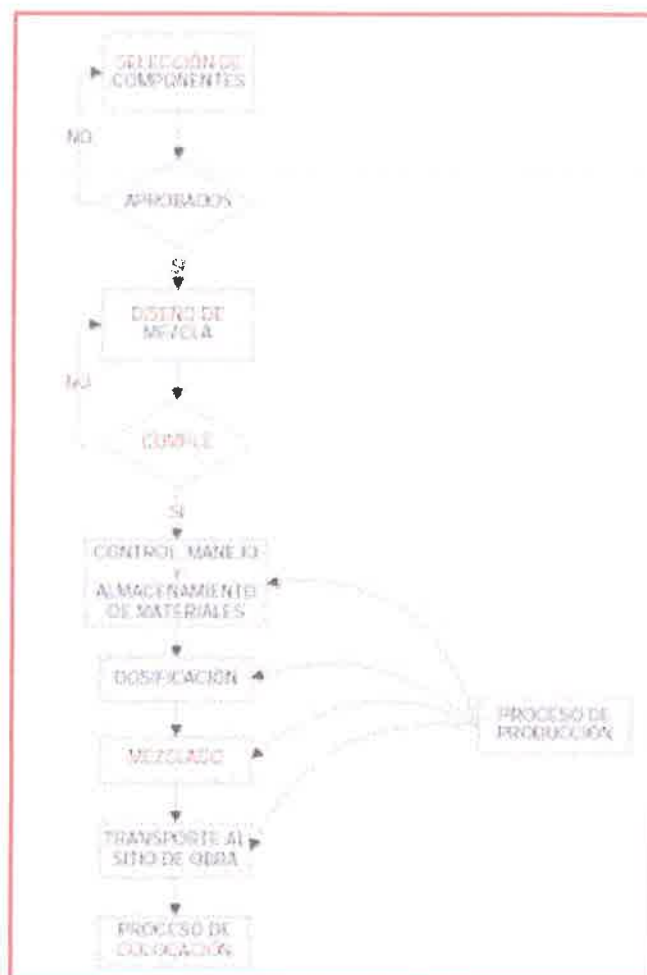 SELECCIÓN DE
COMPONENTES
NO
APROBADOS
SI
DISEÑO DE
MEZCLA
NO
CUMPLE
SI
CONTROL, MANEJO
Y
ALMACENAMIENTO
DE MATERIALES
DOSIFICACIÓN
PROCESO DE
PRODUCCIÓN
MEZCLADO
TRANSPORTE AL
SITIO DE OBRA
PROCESO DE
COLOCACIÓN